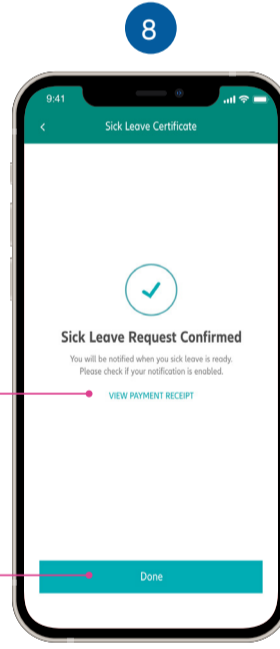 8
9:41
Sick Leave Certificate
Sick Leave Request Confirmed
You will be notified when you sick leave is ready.
Please check if your notification is enabled.
VIEW PAYMENT RECEIPT
Done